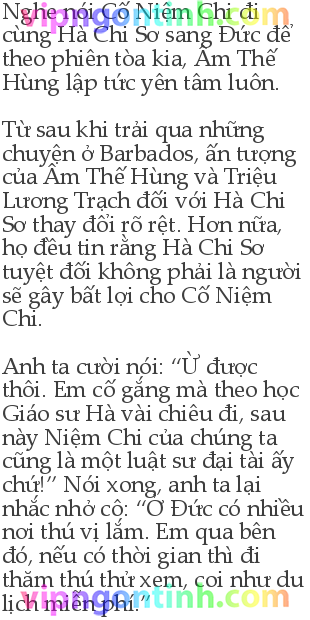 Nghe nói Cố Niệm Chi đi
cùng Hà Chi Sơ sang Đức để
theo phiên tòa kia, Âm Thế
Hùng lập tức yên tâm luôn.
Từ sau khi trải qua những
chuyện ở Barbados, ấn tượng
của Âm Thế Hùng và Triệu
Lương Trạch đối với Hà Chi
Sơ thay đổi rõ rệt. Hơn nữa,
họ đều tin rằng Hà Chi Sơ
tuyệt đối không phải là người
sẽ gây bất lợi cho Cố Niệm
Chi.
Anh ta cười nói: “Ừ được
thôi. Em cố gắng mà theo học
Giáo sư Hà vài chiêu đi, sau
này Niệm Chi của chúng ta
cũng là một luật sư đại tài ấy
chứ!” Nói xong, anh ta lại
nhắc nhở cô: “Ở Đức có nhiều
nơi thú vị lắm. Em qua bên
đó, nếu có thời gian thì đi
thăm thú thử xem, coi như du
lịch miễn phí.”
vipngontinh.com
vipngontinh.com